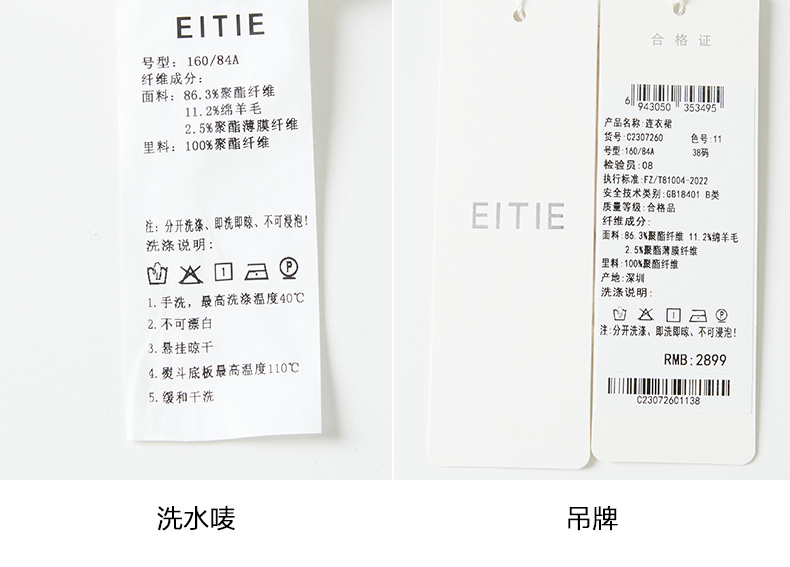 EITIE
号型：160/84A
纤维成分：
面料：86.3%聚酯纤维
11.2%绵羊毛
2.5%聚酯薄膜纤维
里料：100%聚酯纤维
注：分开洗涤、即洗即晾、不可浸泡！
洗涤说明：
1.手洗，最高洗涤温度40℃
2.不可漂白
3.悬挂晾干
4.熨斗底板最高温度110℃
5.缓和干洗
洗水唛
EITIE
合格证
6 943050 353495
产品名称：连衣裙
货号：C2307260 色号：11
号型：160/84A 38码
检验员：08
执行标准：FZ/T81004-2022
安全技术类别：GB18401 B类
质量等级：合格品
纤维成分：
面料：86.3%聚酯纤维 11.2%绵羊毛
2.5%聚酯薄膜纤维
里料：100%聚酯纤维
产地：深圳
洗涤说明：
注：分开洗涤、即洗即晾、不可浸泡！
RMB:2899
C23072601138
吊牌